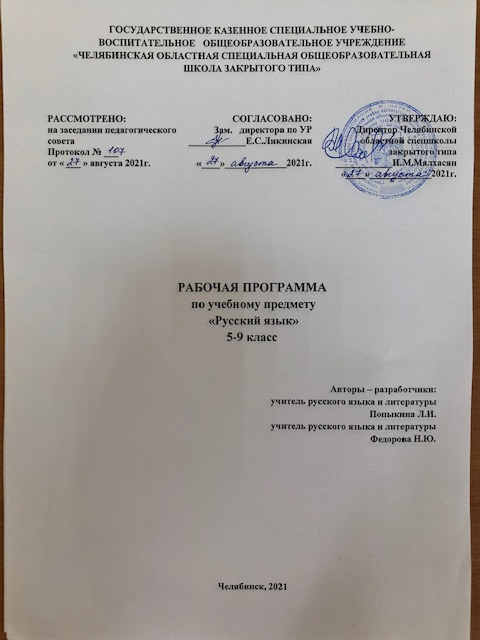 ГОСУДАРСТВЕННОЕ КАЗЕННОЕ СПЕЦИАЛЬНОЕ УЧЕБНО-
ВОСПИТАТЕЛЬНОЕ ОБЩЕОБРАЗОВАТЕЛЬНОЕ УЧРЕЖДЕНИЕ
«ЧЕЛЯБИНСКАЯ ОБЛАСТНАЯ СПЕЦИАЛЬНАЯ ОБЩЕОБРАЗОВАТЕЛЬНАЯ
ШКОЛА ЗАКРЫТОГО ТИПА»
РАССМОТРЕНО:
на заседании педагогического
совета
Протокол № 107
от « 27 » августа 2021г.
СОГЛАСОВАНО:
Зам. директора по УР
Е.С.Ликинская
« 27 » августа 2021г.
УТВЕРЖДАЮ:
Директор Челябинской
областной спецшколы
закрытого типа
И.М.Малхасян
« 27 » августа 2021г.
РАБОЧАЯ ПРОГРАММА
по учебному предмету
«Русский язык»
5-9 класс
Авторы – разработчики:
учитель русского языка и литературы
Попыкина Л.И.
учитель русского языка и литературы
Федорова Н.Ю.
Челябинск, 2021